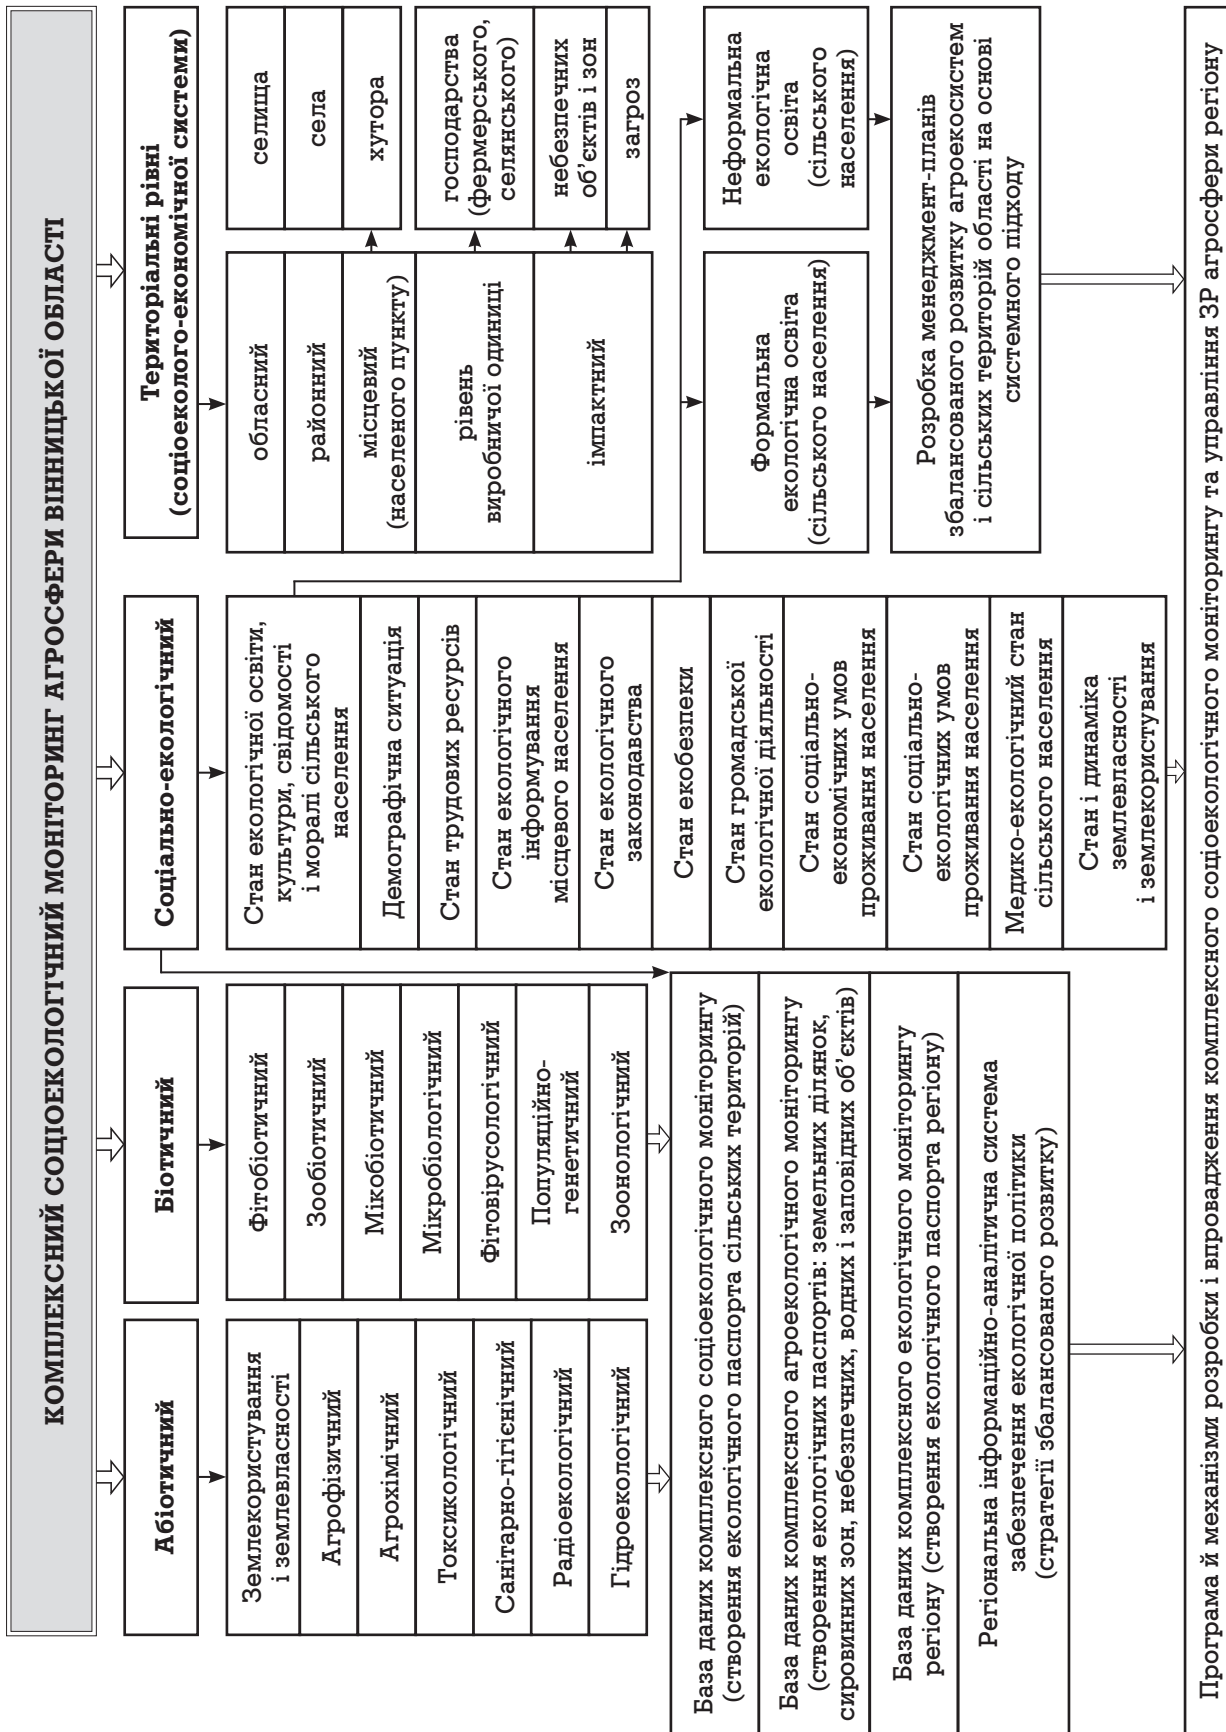 КОМПЛЕКСНИЙ СОЦІОЕКОЛОГІЧНИЙ МОНІТОРИНГ АГРОСФЕРИ ВІННИЦЬКОЇ ОБЛАСТІ
Абіотичний
Землекористування
і землевласності
Агрофізичний
Агрохімічний
Токсикологічний
Санітарно-гігієнічний
Радіоекологічний
Гідроекологічний
Біотичний
Фітобіотичний
Зообіотичний
Мікобіотичний
Мікробіологічний
Фітовірусологічний
Популяційно-
генетичний
Зоонологічний
Соціально-екологічний
Стан екологічної освіти,
культури, свідомості
і моралі сільського
населення
Демографічна ситуація
Стан трудових ресурсів
Стан екологічного
інформування
місцевого населення
Стан екологічного
законодавства
Стан екобезпеки
Стан громадської
екологічної діяльності
Стан соціально-
економічних умов
проживання населення
Стан соціально-
екологічних умов
проживання населення
Медико-екологічний стан
сільського населення
Стан і динаміка
землевласності
і землекористування
Територіальні рівні
(соціоеколого-економічної системи)
обласний
районний
місцевий
(населеного пункту)
рівень
виробничої одиниці
імпактний
селища
села
хутора
господарства
(фермерського,
селянського)
небезпечних
об’єктів і зон
загроз
Формальна
екологічна освіта
(сільського населення)
Неформальна
екологічна
освіта
(сільського
населення)
Розробка менеджмент-планів
збалансованого розвитку агроекосистем
і сільських територій області на основі
системного підходу
База даних комплексного соціоекологічного моніторингу
(створення екологічного паспорта сільських територій)
База даних комплексного агроекологічного моніторингу
(створення екологічних паспортів: земельних ділянок,
сировинних зон, небезпечних, водних і заповідних об’єктів)
База даних комплексного екологічного моніторингу
регіону (створення екологічного паспорта регіону)
Регіональна інформаційно-аналітична система
забезпечення екологічної політики
(стратегії збалансованого розвитку)
Програма й механізми розробки і впровадження комплексного соціоекологічного моніторингу та управління ЗР агросфери регіону